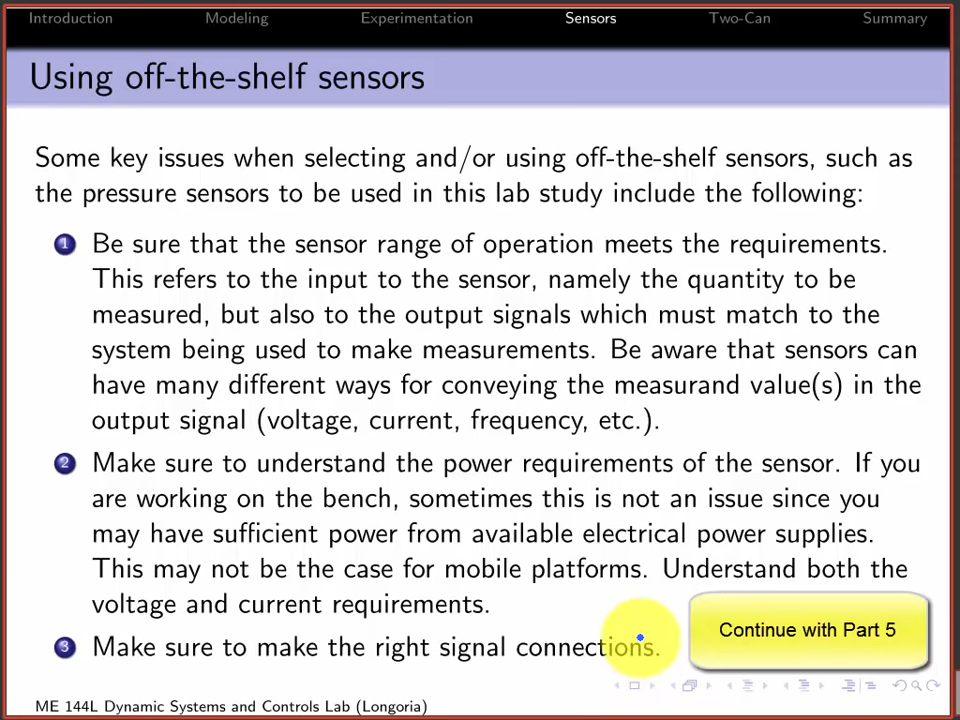 Introduction Modeling Experimentation Sensors Two-Can Summary
Using off-the-shelf sensors
Some key issues when selecting and/or using off-the-shelf sensors, such as
the pressure sensors to be used in this lab study include the following:
1 Be sure that the sensor range of operation meets the requirements.
This refers to the input to the sensor, namely the quantity to be
measured, but also to the output signals which must match to the
system being used to make measurements. Be aware that sensors can
have many different ways for conveying the measurand value(s) in the
output signal (voltage, current, frequency, etc.).
2 Make sure to understand the power requirements of the sensor. If you
are working on the bench, sometimes this is not an issue since you
may have sufficient power from available electrical power supplies.
This may not be the case for mobile platforms. Understand both the
voltage and current requirements.
3 Make sure to make the right signal connections.
Continue with Part 5
ME 144L Dynamic Systems and Controls Lab (Longoria)